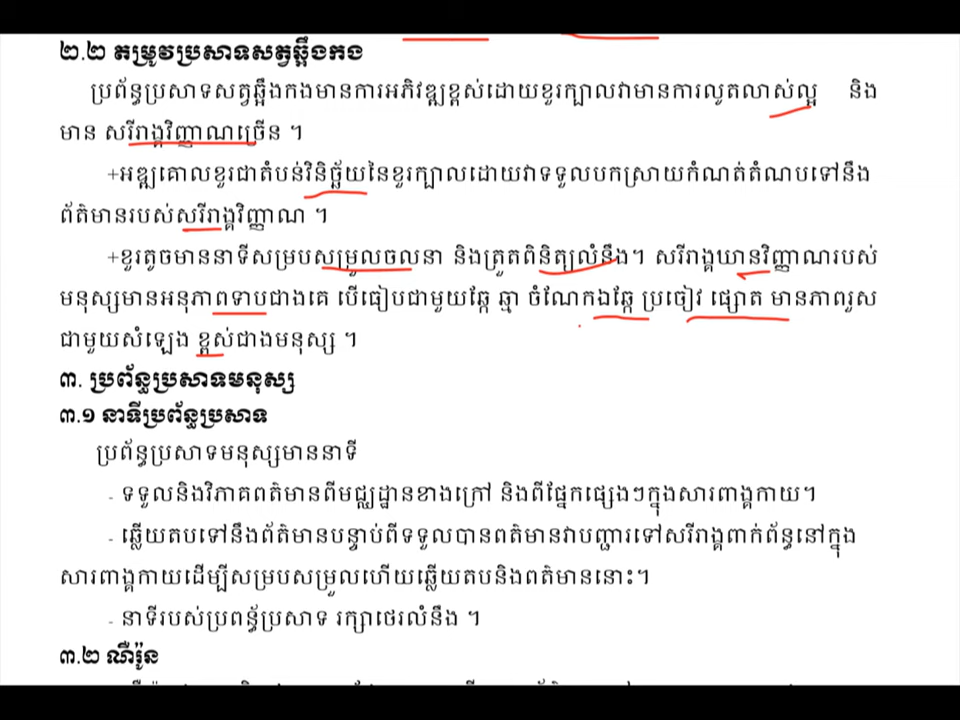 ២.២ តម្រូវប្រសាទសត្វឆ្អឹងកង
ប្រព័ន្ធប្រសាទសត្វឆ្អឹងកងមានការអភិវឌ្ឍខ្ពស់ដោយខួរក្បាលវាមានការលូតលាស់ល្អ និង
មាន សរីរាង្គវិញ្ញាណច្រើន ។
+អឌ្ឍគោលខួរជាតំបន់វិនិច្ឆ័យនៃខួរក្បាលដោយវាទទួលបកស្រាយកំណត់តំណបទៅនឹង
ព័ត៌មានរបស់សរីរាង្គវិញ្ញាណ ។
+ខួរតូចមាននាទីសម្របសម្រួលចលនា និងត្រួតពិនិត្យលំនឹង។ សរីរាង្គឃានវិញ្ញាណរបស់
មនុស្សមានអនុភាពទាបជាងគេ បើធៀបជាមួយឆ្កែ ឆ្មា ចំណែកឯឆ្កែ ប្រចៀវ ផ្សោត មានភាពរួស
ជាមួយសំឡេង ខ្ពស់ជាងមនុស្ស ។
៣. ប្រព័ន្ធប្រសាទមនុស្ស
៣.១ នាទីប្រព័ន្ធប្រសាទ
ប្រព័ន្ធប្រសាទមនុស្សមាននាទី
- ទទួលនិងវិភាគពត៌មានពីមជ្ឈដ្ឋានខាងក្រៅ និងពីផ្នែកផ្សេងៗក្នុងសារពាង្គកាយ។
- ឆ្លើយតបទៅនឹងព័ត៌មានបន្ទាប់ពីទទួលបានពត៌មានវាបញ្ជារទៅសរីរាង្គពាក់ព័ន្ធនៅក្នុង
សារពាង្គកាយដើម្បីសម្របសម្រួលហើយឆ្លើយតបនិងពត៌មាននោះ។
- នាទីរបស់ប្រពន្ធ័ប្រសាទ រក្សាថេរលំនឹង ។
៣.២ ណឺរ៉ូន